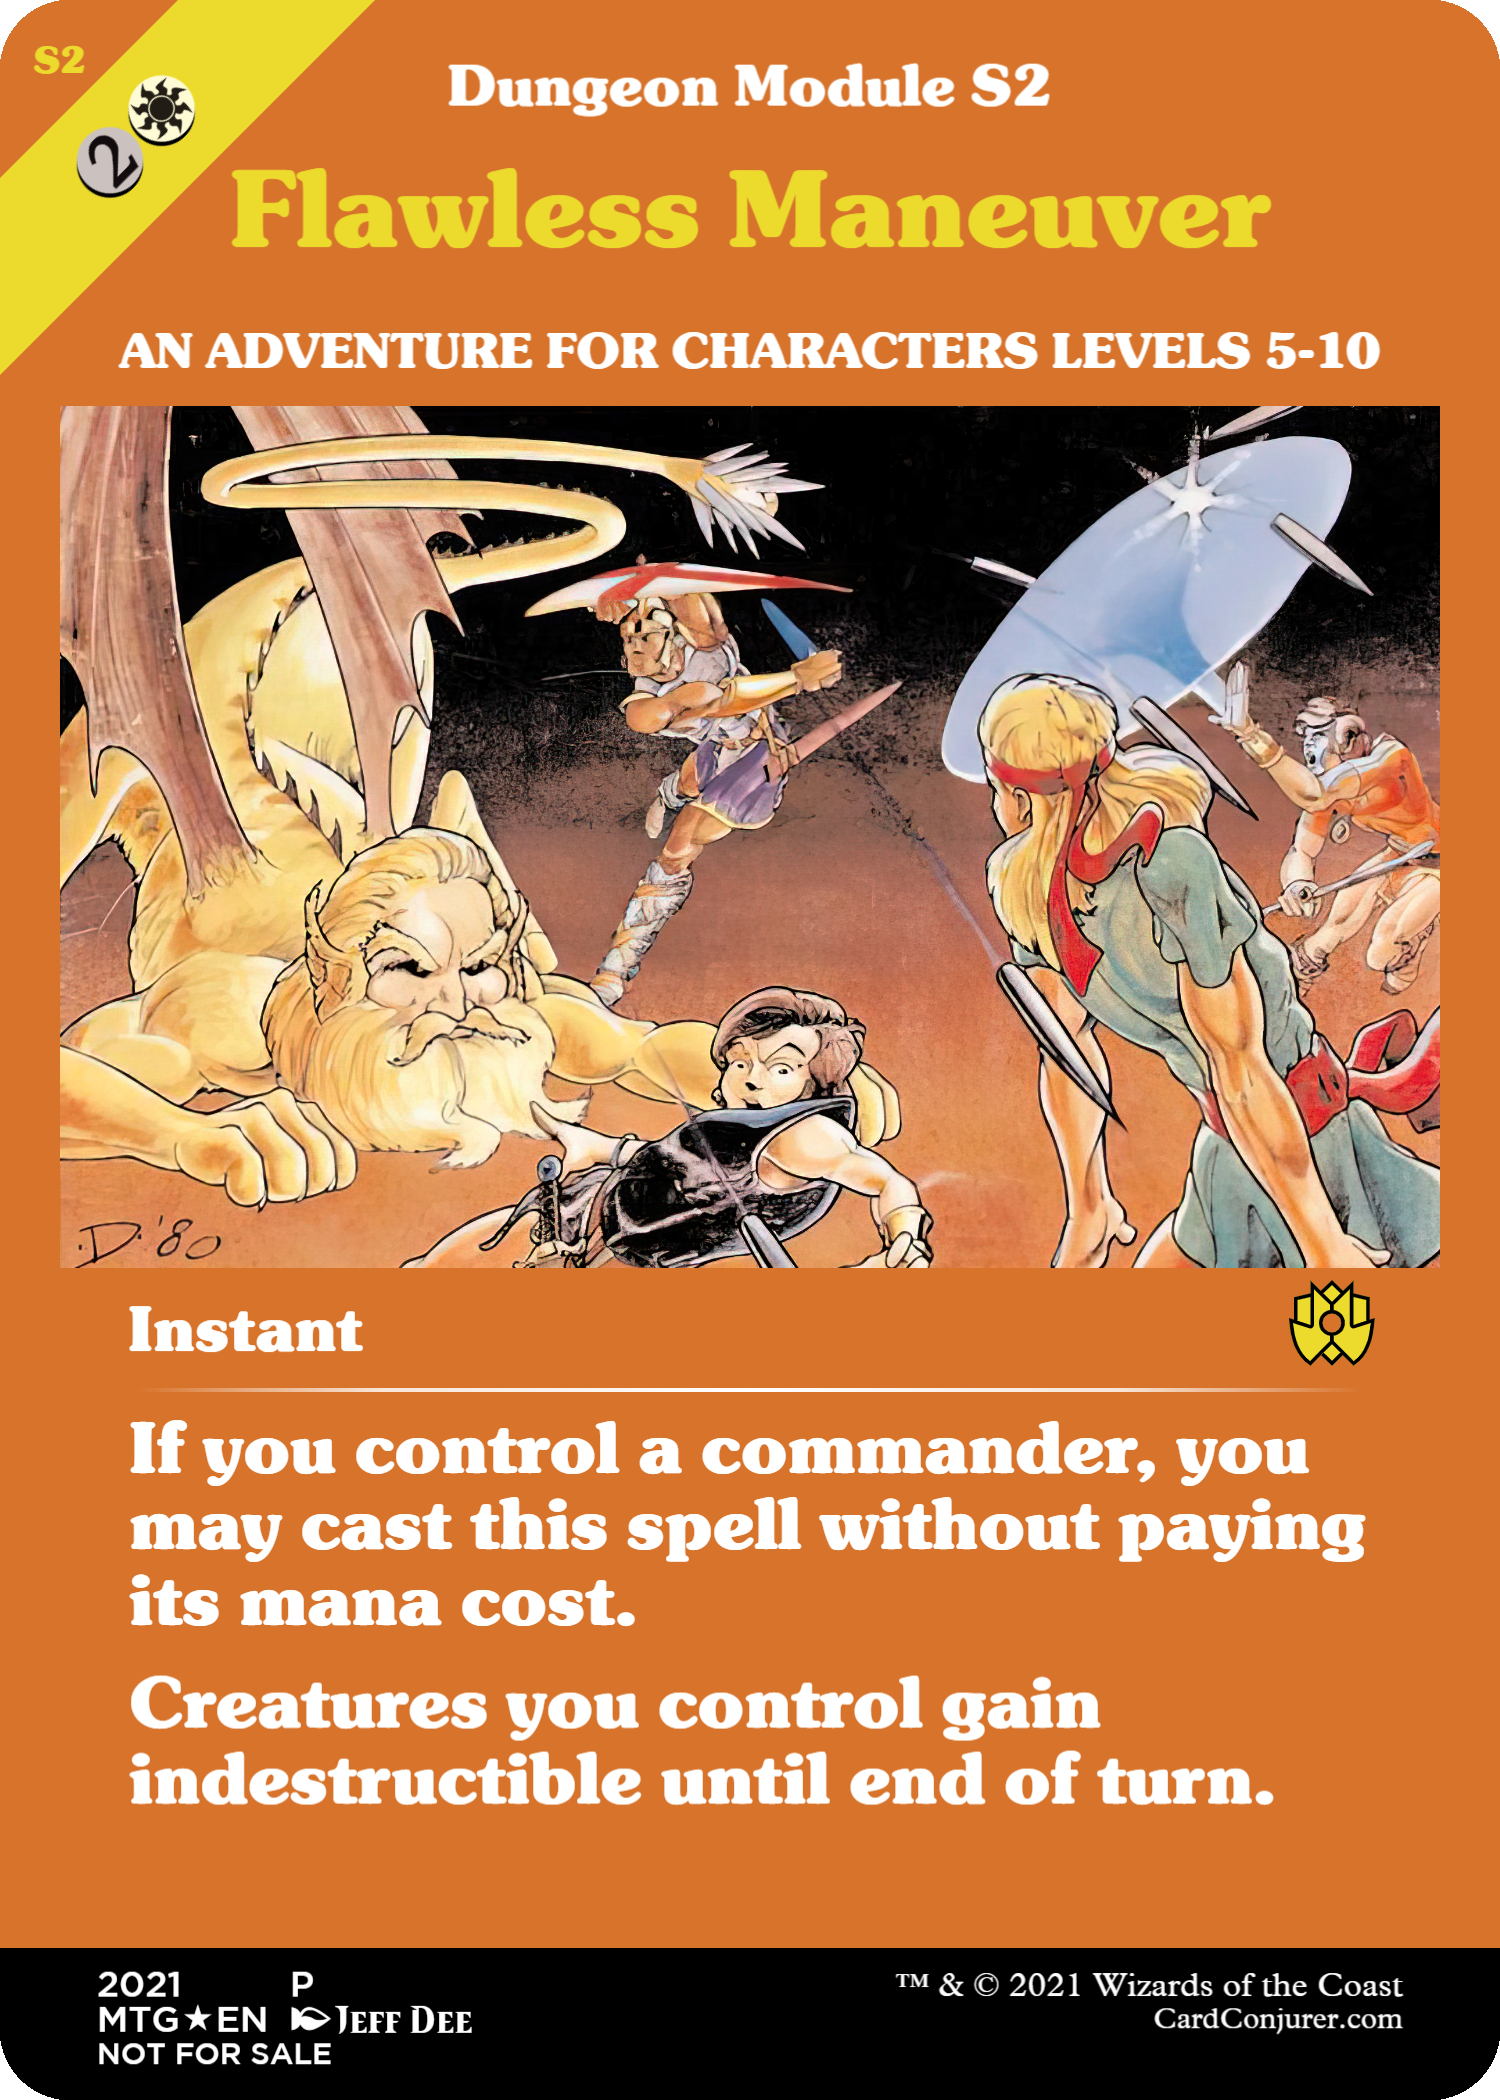 S2
Dungeon Module S2
2
Flawless Maneuver
AN ADVENTURE FOR CHARACTERS LEVELS 5-10
.D. '80
Instant
If you control a commander, you
may cast this spell without paying
its mana cost.
Creatures you control gain
indestructible until end of turn.
2021 P
MTG★EN JEFF DEE
NOT FOR SALE
™ & © 2021 Wizards of the Coast
CardConjurer.com